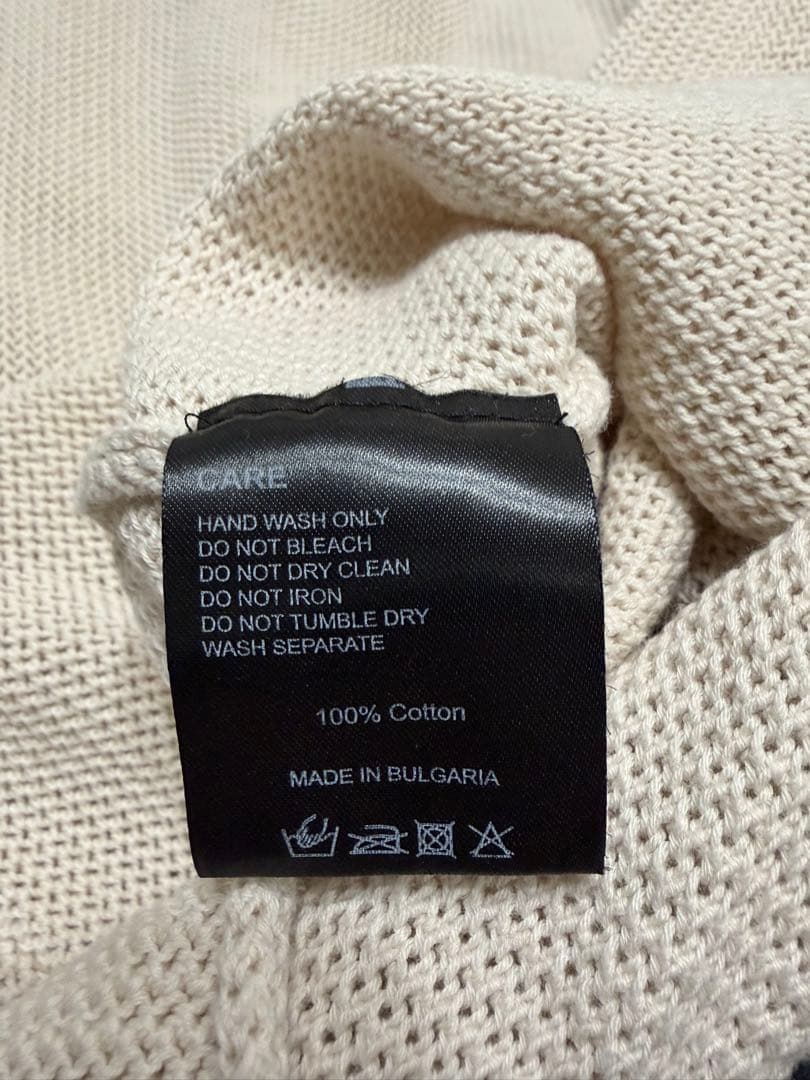 CARE
HAND WASH ONLY
DO NOT BLEACH
DO NOT DRY CLEAN
DO NOT IRON
DO NOT TUMBLE DRY
WASH SEPARATE
100% Cotton
MADE IN BULGARIA